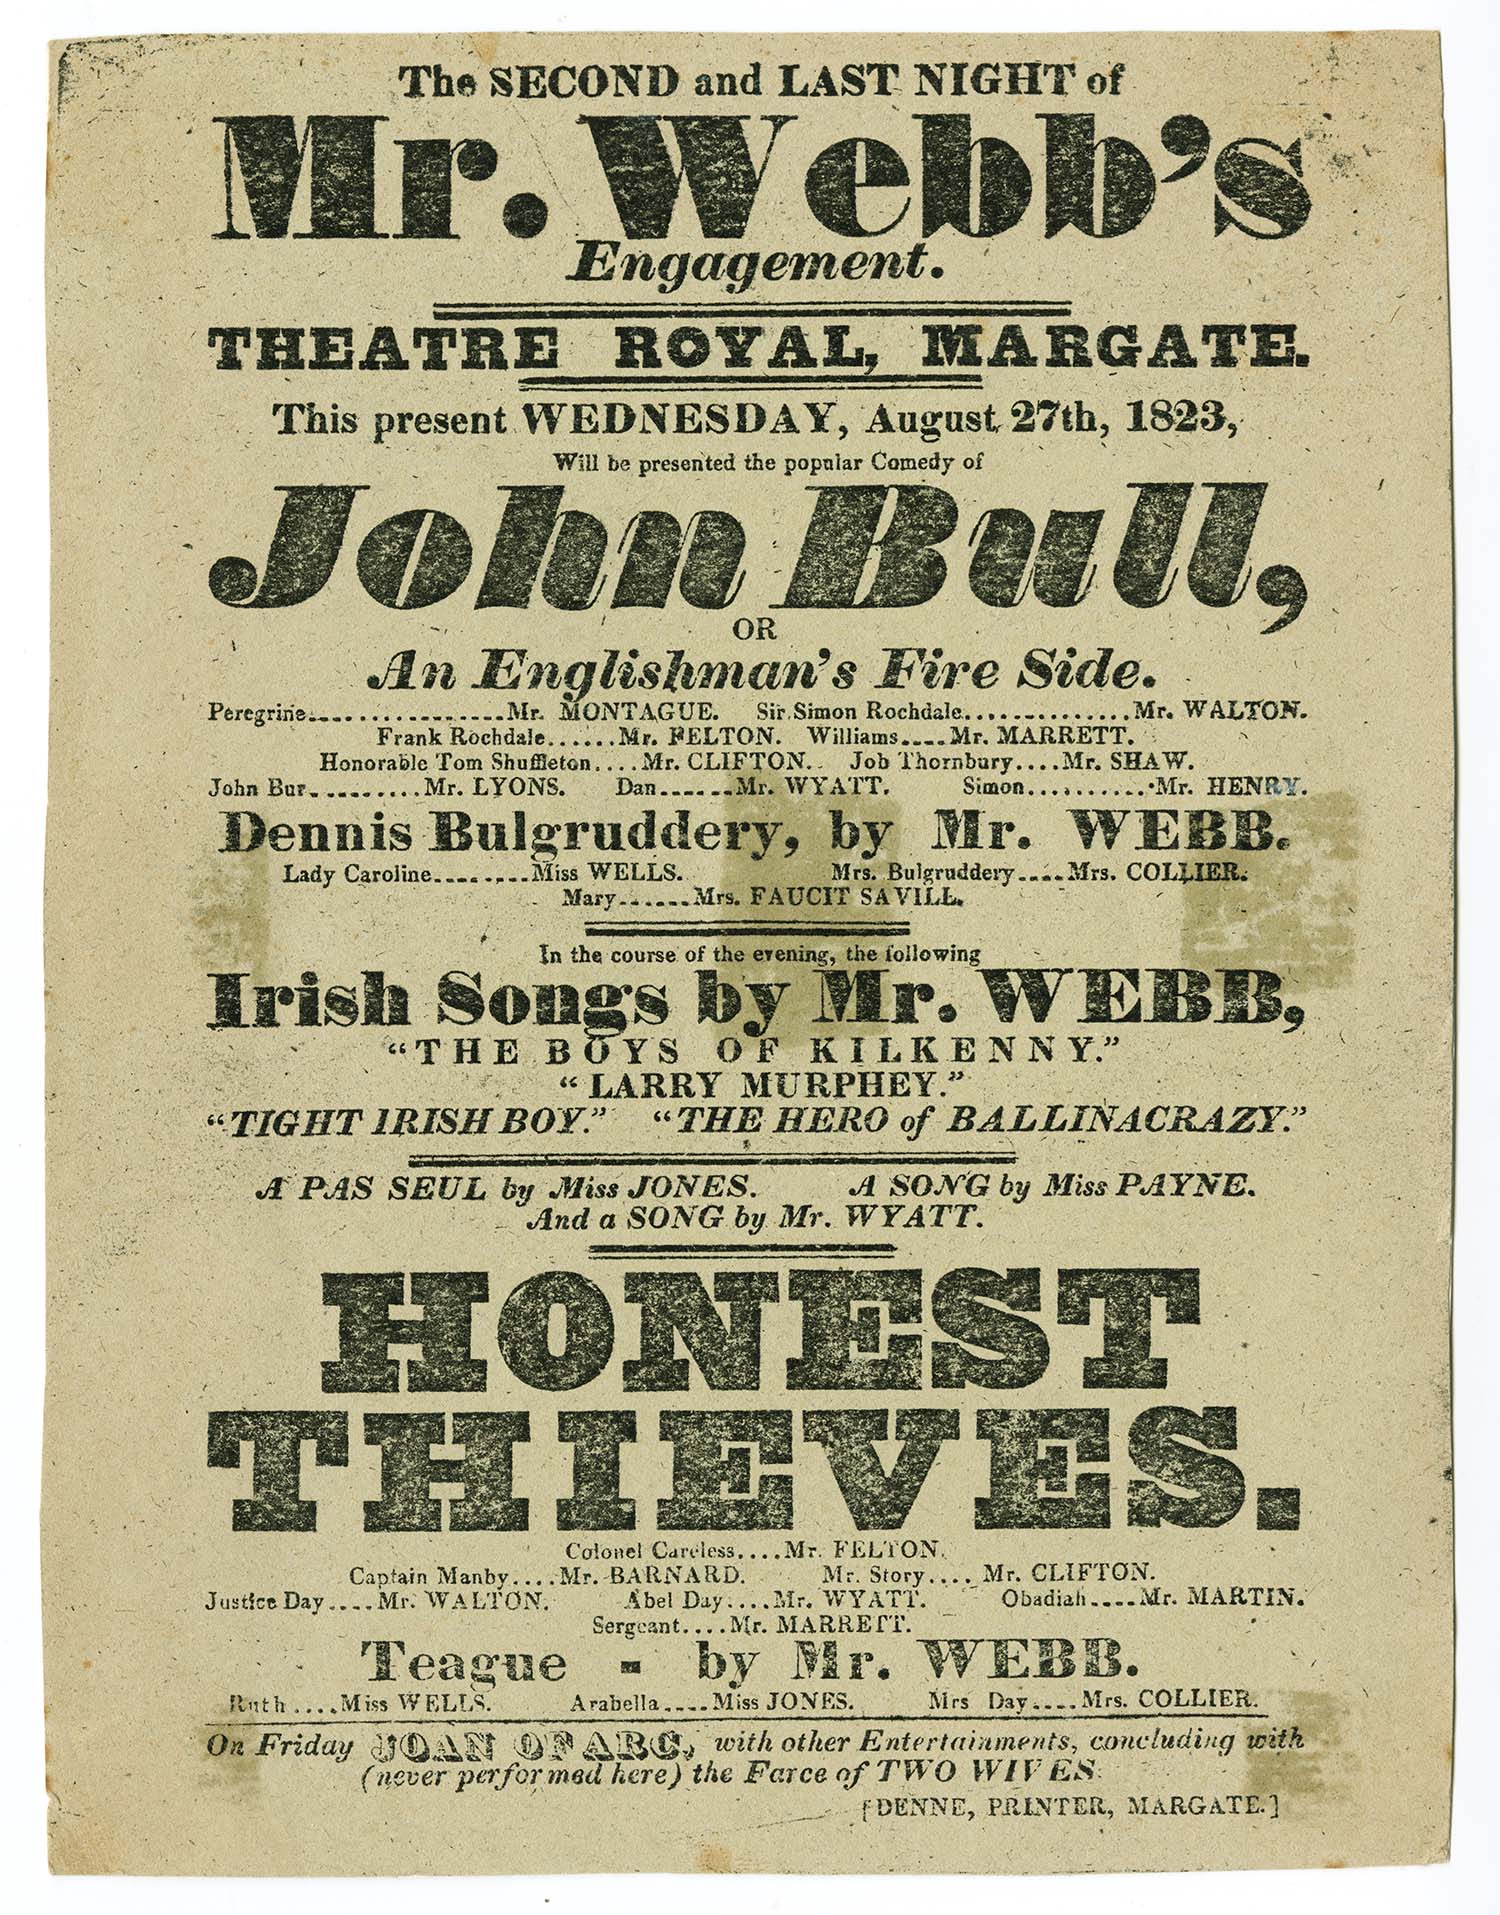 The SECOND and LAST NIGHT of
Mr. Webb's
Engagement.
THEATRE ROYAL, MARGATE.
This present WEDNESDAY, August 27th, 1823,
Will be presented the popular Comedy of
John Bull,
OR
An Englishman's Fire Side.
Peregrine.................Mr. MONTAGUE. Sir Simon Rochdale..............Mr. WALTON.
Frank Rochdale......Mr. FELTON. Williams....Mr. MARRETT.
Honorable Tom Shuffleton....Mr. CLIFTON. Job Thornbury....Mr. SHAW.
John Bur.........Mr. LYONS. Dan......Mr. WYATT. Simon...........Mr. HENRY.
Dennis Bulgruddery, by Mr. WEBB.
Lady Caroline........Miss WELLS. Mrs. Bulgruddery....Mrs. COLLIER.
Mary......Mrs. FAUCIT SAVILL.
In the course of the evening, the following
Irish Songs by Mr. WEBB,
"THE BOYS OF KILKENNY."
"LARRY MURPHEY."
"TIGHT IRISH BOY." "THE HERO of BALLINACRAZY."
A PAS SEUL by Miss JONES. A SONG by Miss PAYNE.
And a SONG by Mr. WYATT.
HONEST
THIEVES.
Colonel Careless....Mr. FELTON.
Captain Manby....Mr. BARNARD. Mr. Story.... Mr. CLIFTON.
Justice Day....Mr. WALTON. Abel Day....Mr. WYATT. Obadiah....Mr. MARTIN.
Sergeant....Mr. MARRETT.
Teague - by Mr. WEBB.
Ruth ....Miss WELLS. Arabella....Miss JONES. Mrs Day....Mrs. COLLIER.
On Friday JOAN OF ARC, with other Entertainments, concluding with
(never performed here) the Farce of TWO WIVES.
[DENNE, PRINTER, MARGATE.]